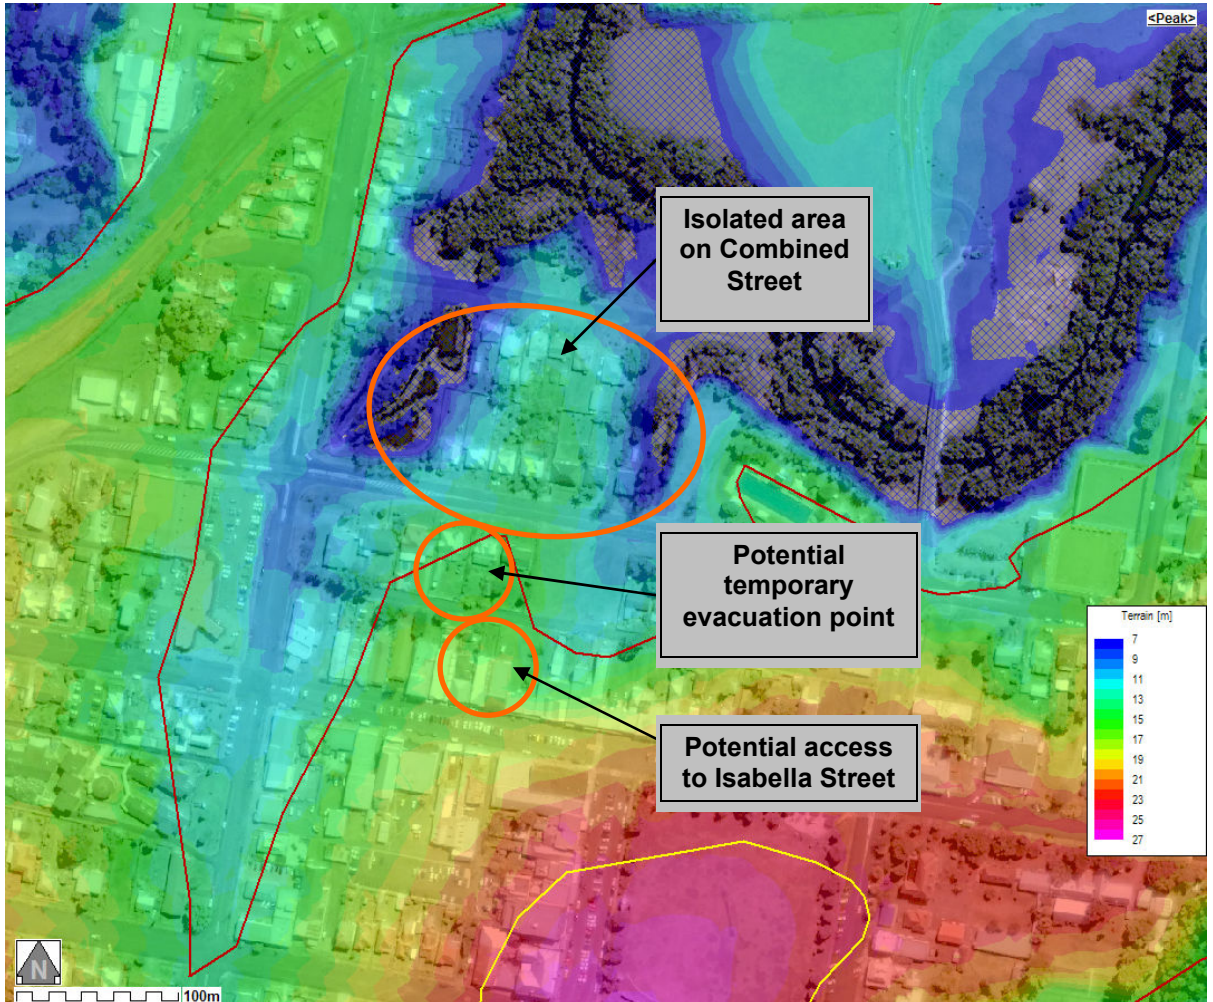 <Peak>
Isolated area
on Combined
Street
Potential
temporary
evacuation point
Potential access
to Isabella Street
Terrain [m]
7
9
11
13
15
17
19
21
23
25
27
N
100m